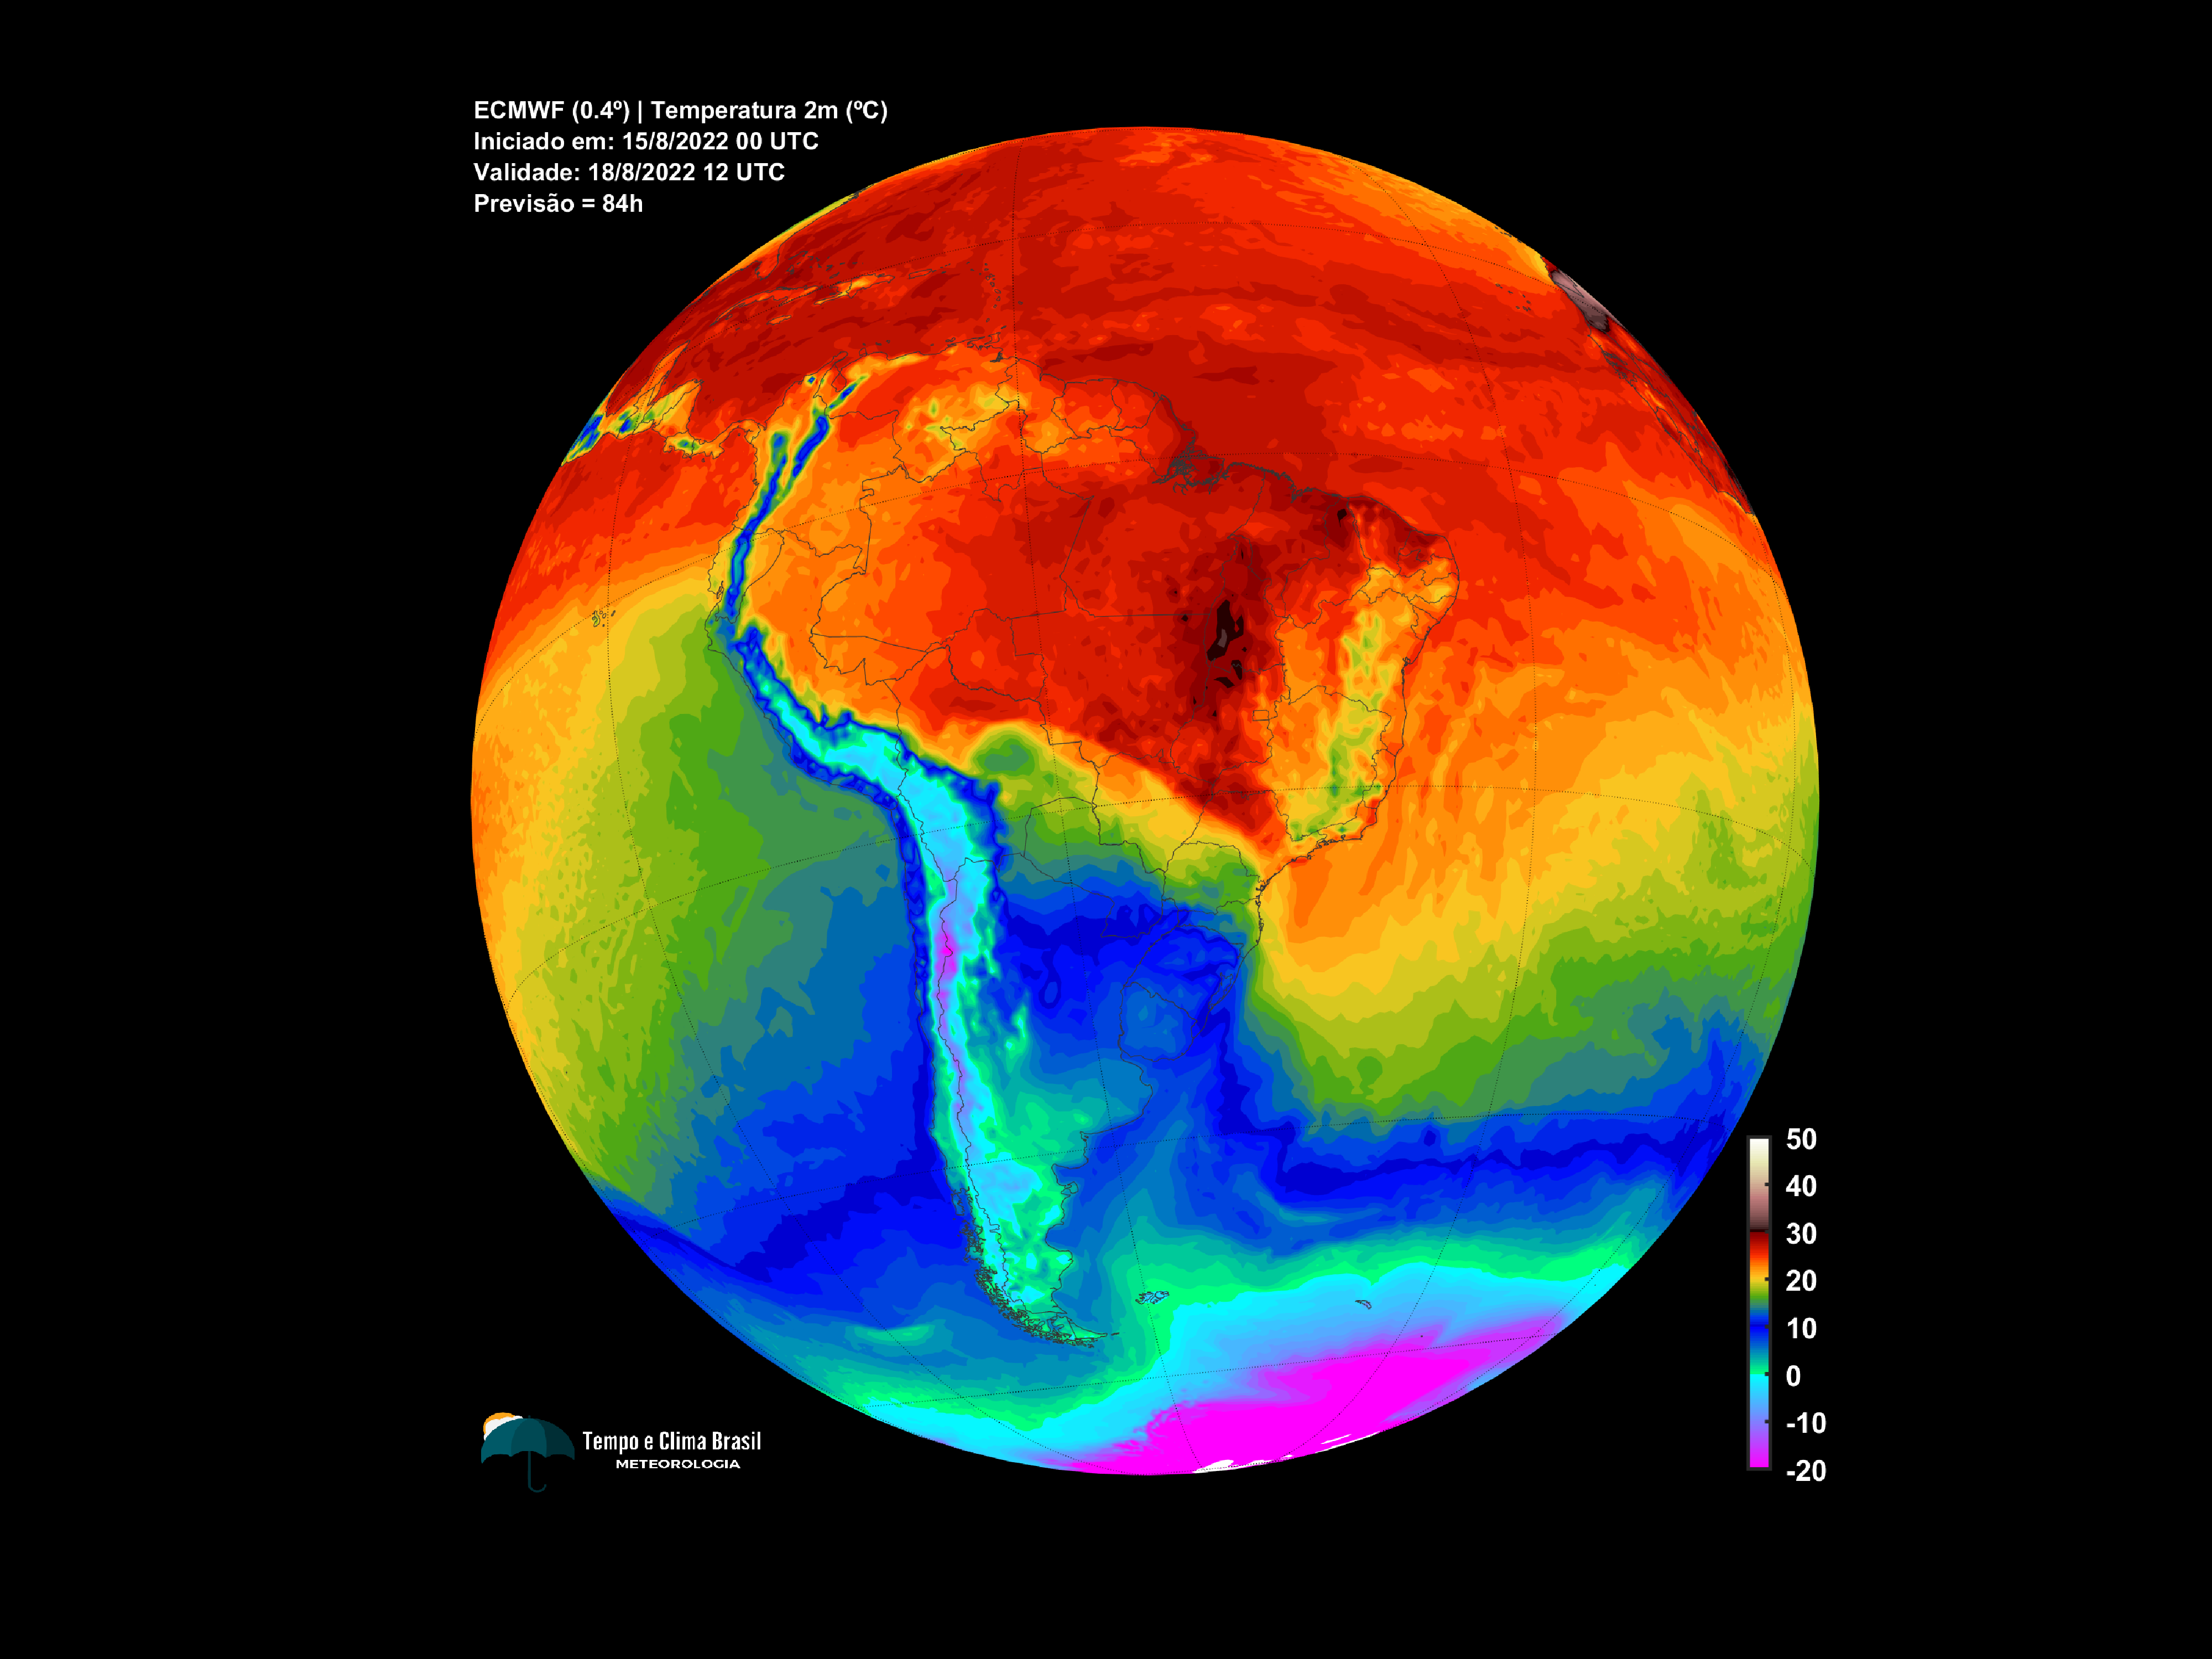 ECMWF (0.4º) | Temperatura 2m (ºC)
Iniciado em: 15/8/2022 00 UTC
Validade: 18/8/2022 12 UTC
Previsão = 84h
50
40
30
20
10
0
-10
-20
Tempo e Clima Brasil
METEOROLOGIA